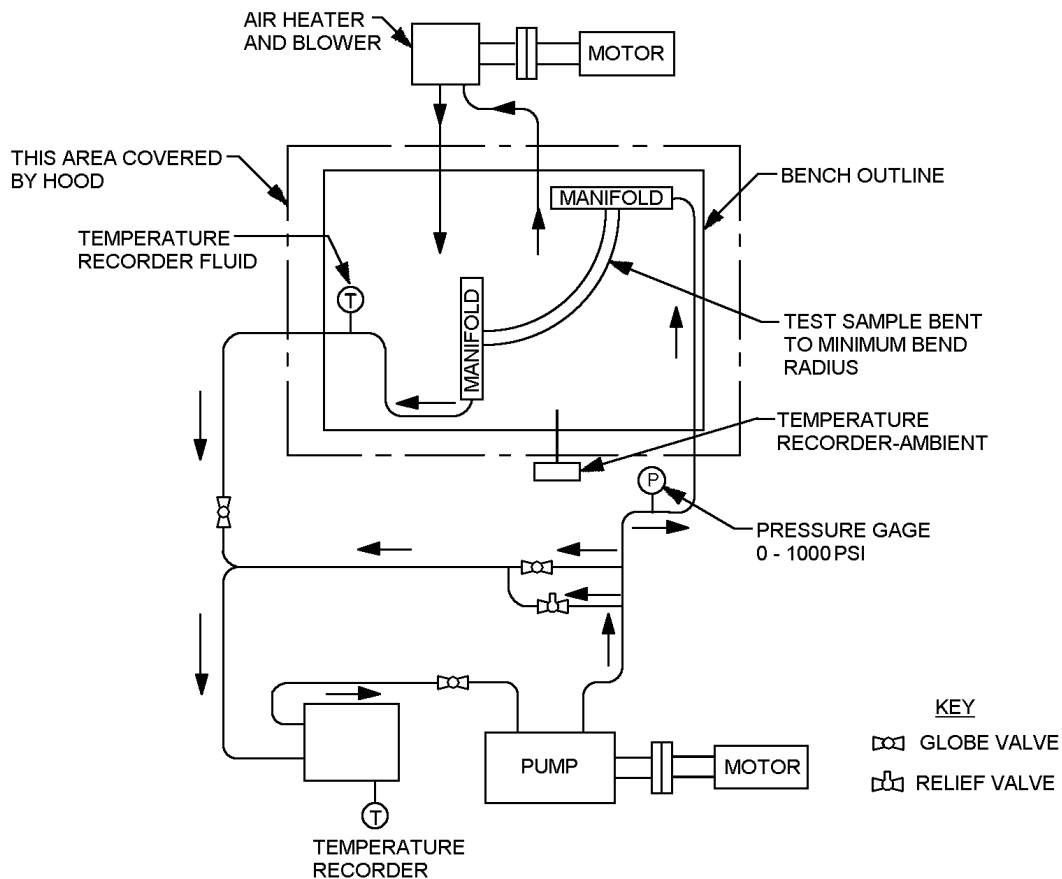 AIR HEATER
AND BLOWER
MOTOR
THIS AREA COVERED
BY HOOD
MANIFOLD
BENCH OUTLINE
TEMPERATURE
RECORDER FLUID
T
MANIFOLD
TEST SAMPLE BENT
TO MINIMUM BEND
RADIUS
TEMPERATURE
RECORDER-AMBIENT
P
PRESSURE GAGE
0 - 1000 PSI
PUMP
MOTOR
T
TEMPERATURE
RECORDER
KEY
GLOBE VALVE
RELIEF VALVE